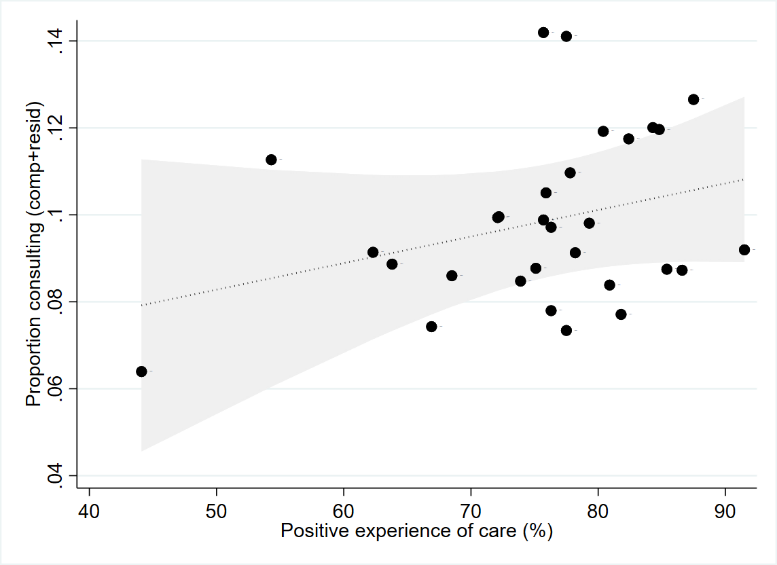 Proportion consulting (comp+resid)
.14
.12
.1
.08
.06
.04
40 50 60 70 80 90
Positive experience of care (%)